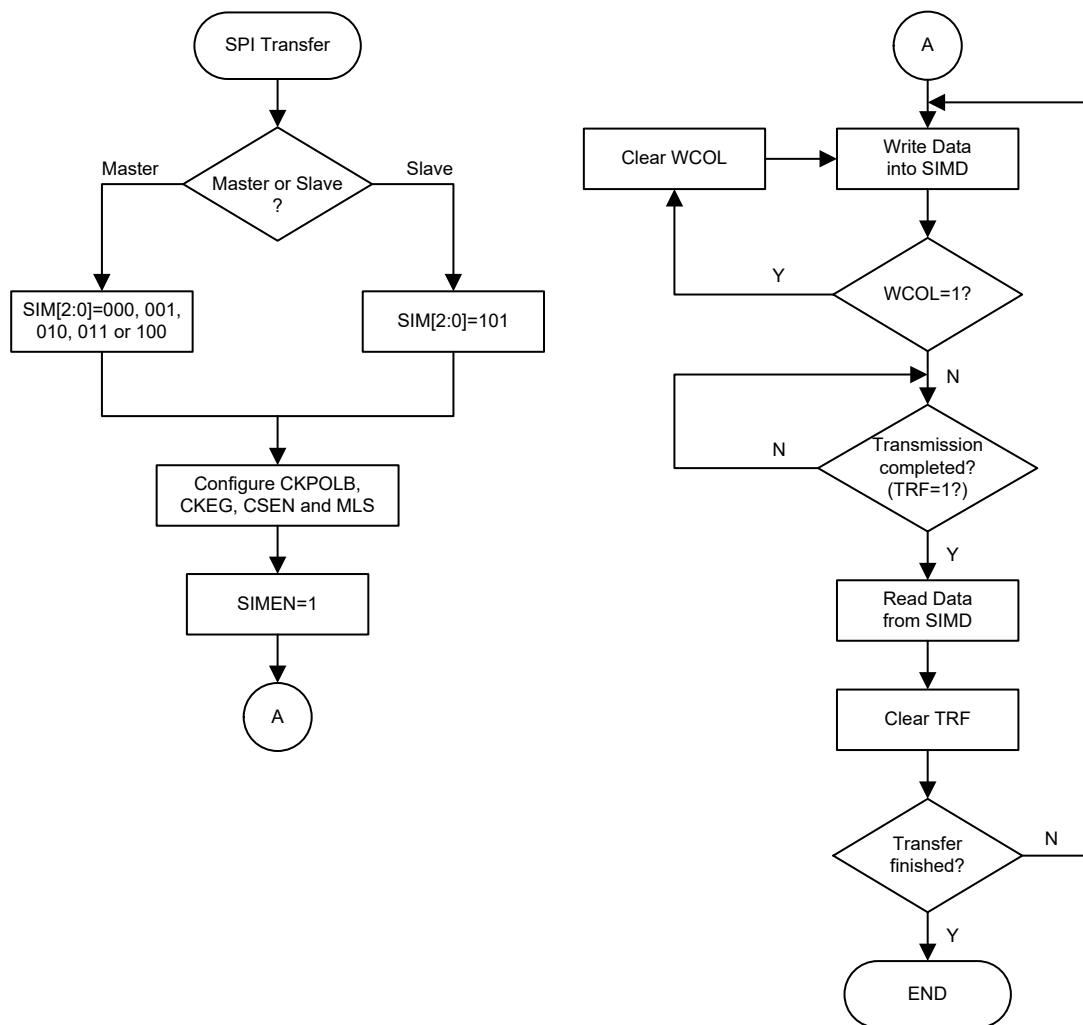 SPI Transfer
Master
Master or Slave
?
Slave
SIM[2:0]=000, 001,
010, 011 or 100
SIM[2:0]=101
Configure CKPOLB,
CKEG, CSEN and MLS
SIMEN=1
A
A
Clear WCOL
Write Data
into SIMD
Y
WCOL=1?
N
N
Transmission
completed?
(TRF=1?)
Y
Read Data
from SIMD
Clear TRF
Transfer
finished?
N
Y
END